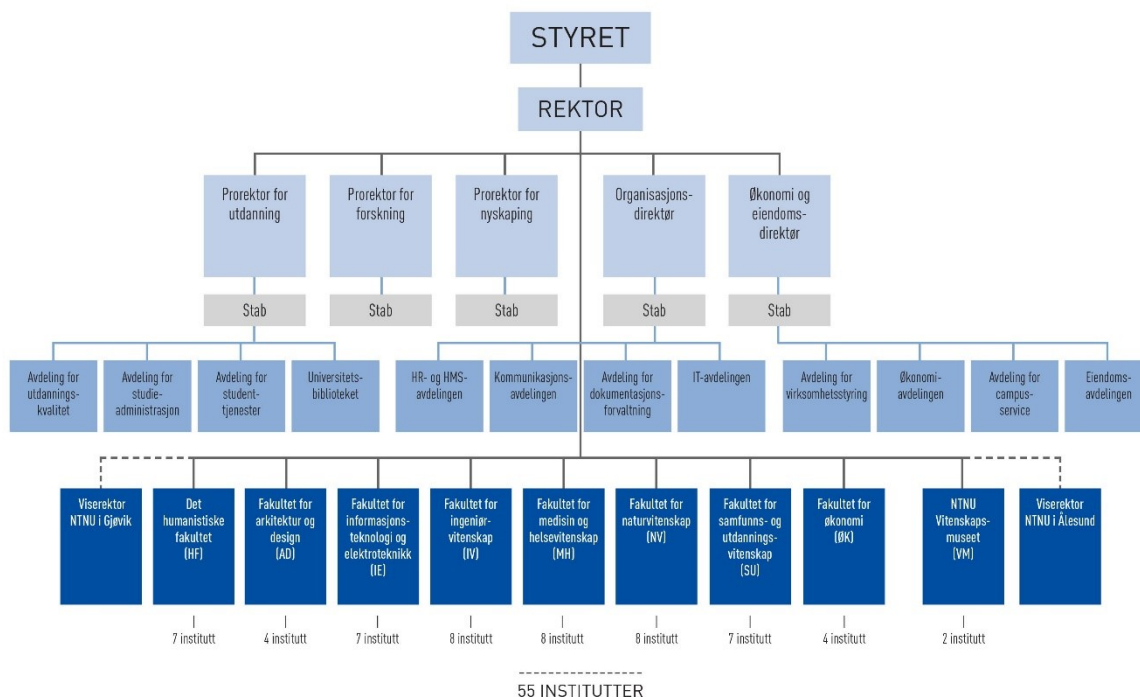 STYRET
REKTOR
Prorektor for
utdanning
Prorektor for
forskning
Prorektor for
nyskaping
Organisasjons-
direktør
Økonomi og
eiendoms-
direktør
Stab
Stab
Stab
Stab
Stab
Avdeling for
utdannings-
kvalitet
Avdeling for
studie-
administrasjon
Avdeling for
student-
tjenester
Universitets-
biblioteket
HR- og HMS-
avdelingen
Kommunikasjons-
avdelingen
Avdeling for
dokumentasjons-
forvaltning
IT-avdelingen
Avdeling for
virksomhetsstyring
Økonomi-
avdelingen
Avdeling for
campus-
service
Eiendoms-
avdelingen
Viserektor
NTNU i Gjøvik
Det
humanistiske
fakultet
(HF)
Fakultet for
arkitektur og
design
(AD)
Fakultet for
informasjons-
teknologi og
elektroteknikk
(IE)
Fakultet for
ingeniør-
vitenskap
(IV)
Fakultet for
medisin og
helsevitenskap
(MH)
Fakultet for
naturvitenskap
(NV)
Fakultet for
samfunns- og
utdannings-
vitenskap
(SU)
Fakultet for
økonomi
(ØK)
NTNU
Vitenskaps-
museet
(VM)
Viserektor
NTNU i Ålesund
7 institutt
4 institutt
7 institutt
8 institutt
8 institutt
8 institutt
7 institutt
4 institutt
2 institutt
55 INSTITUTTER